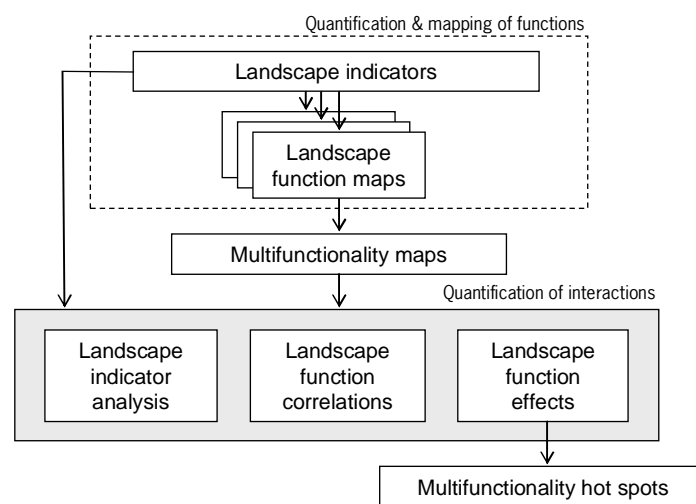 Quantification & mapping of functions
Landscape indicators
Landscape
function maps
Multifunctionality maps
Quantification of interactions
Landscape
indicator
analysis
Landscape
function
correlations
Landscape
function
effects
Multifunctionality hot spots